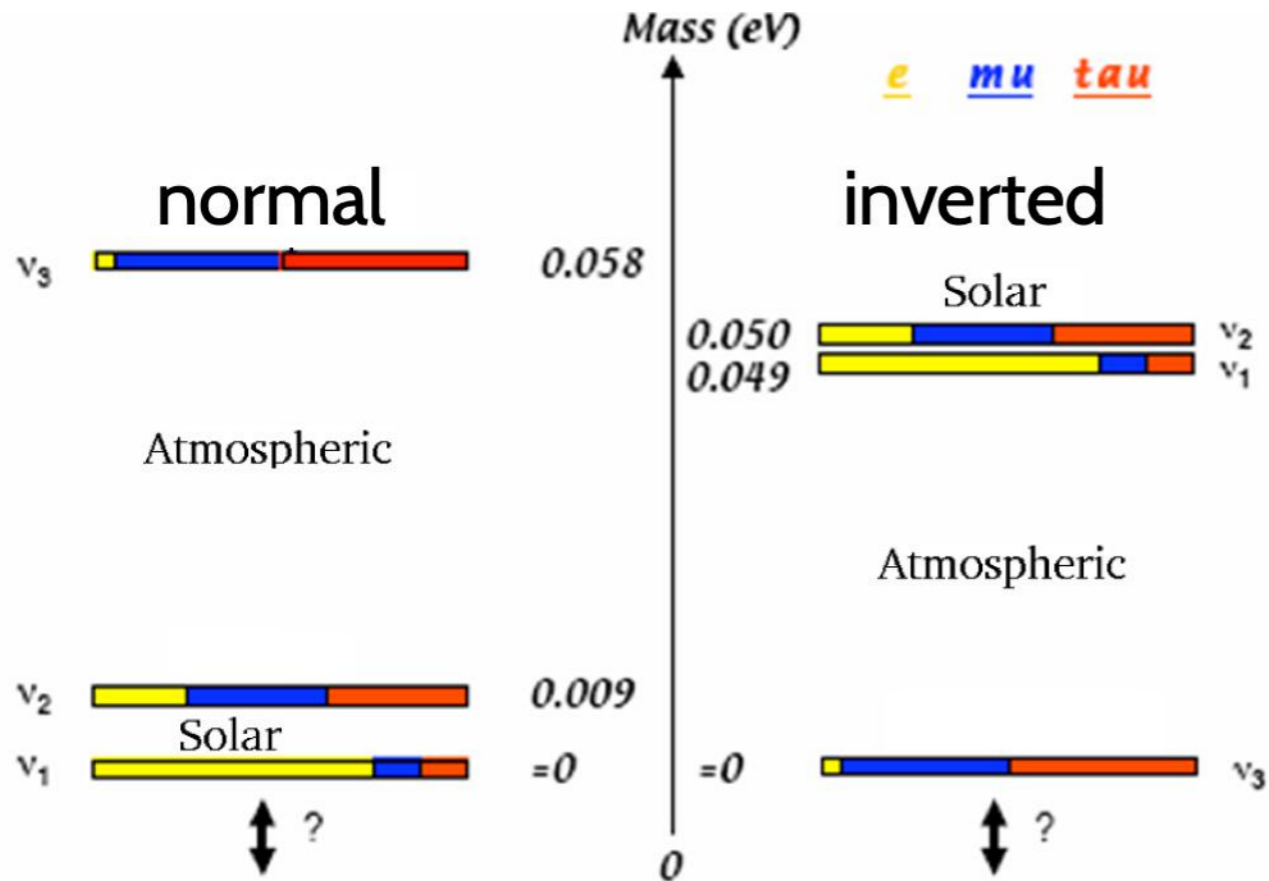 Mass (eV)
e mu tau
normal
inverted
ν3
0.058
Solar
0.050
ν2
0.049
ν1
Atmospheric
Atmospheric
ν2
0.009
Solar
ν1
=0
=0
ν3
?
?
0